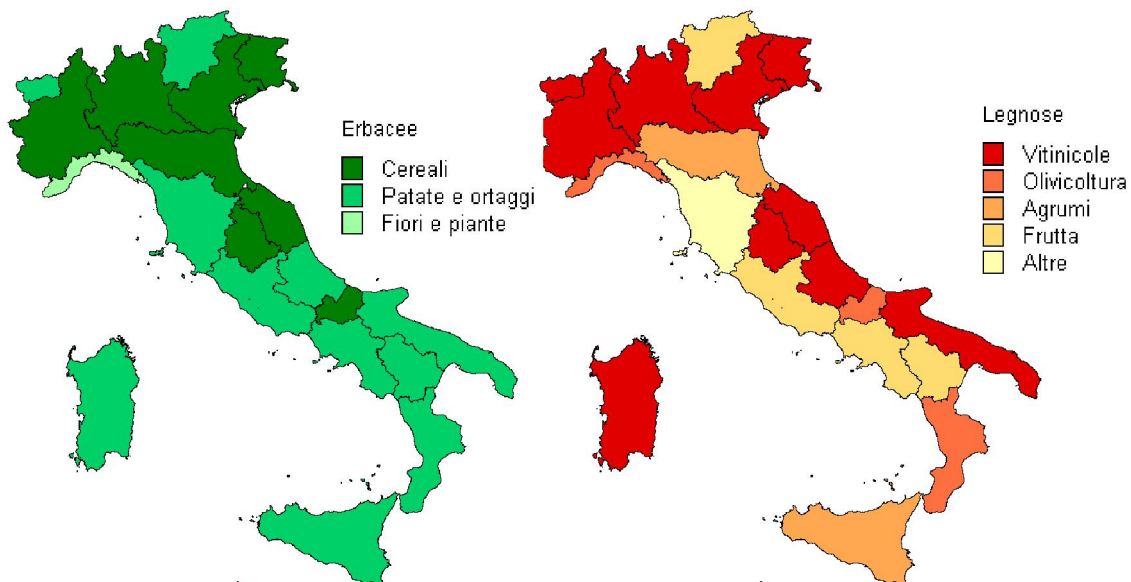 Erbacee
Cereali
Patate e ortaggi
Fiori e piante
Legnose
Vitinicole
Olivicoltura
Agrumi
Frutta
Altre